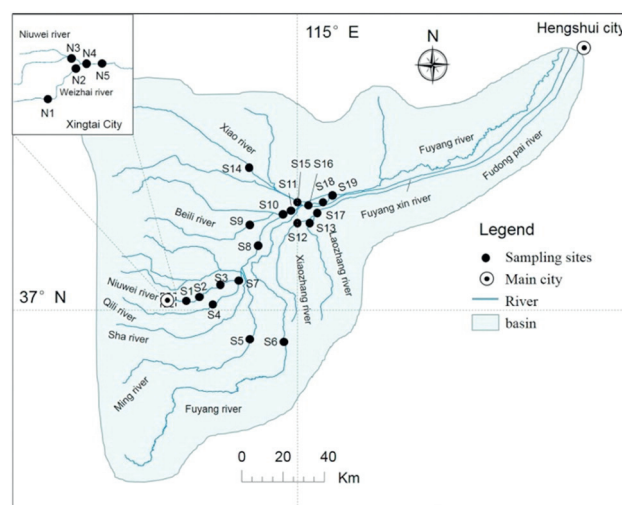 115° E
Hengshui city
Niuwei river
N3
N4
N2
N5
Weizhai river
N1
Xingtai City
N
Xiao river
S14
S15
S16
S11
S18
S19
Fuyang river
Fudong pai river
Fuyang xin river
S10
S17
Beili river
S9
S12
S13
S8
Xiaozhang river
Laozhang river
Legend
Sampling sites
Main city
River
basin
37° N
Niuwei river
S1
S2
S3
S7
S4
Qili river
Sha river
S5
S6
Ming river
Fuyang river
0
20
40
Km